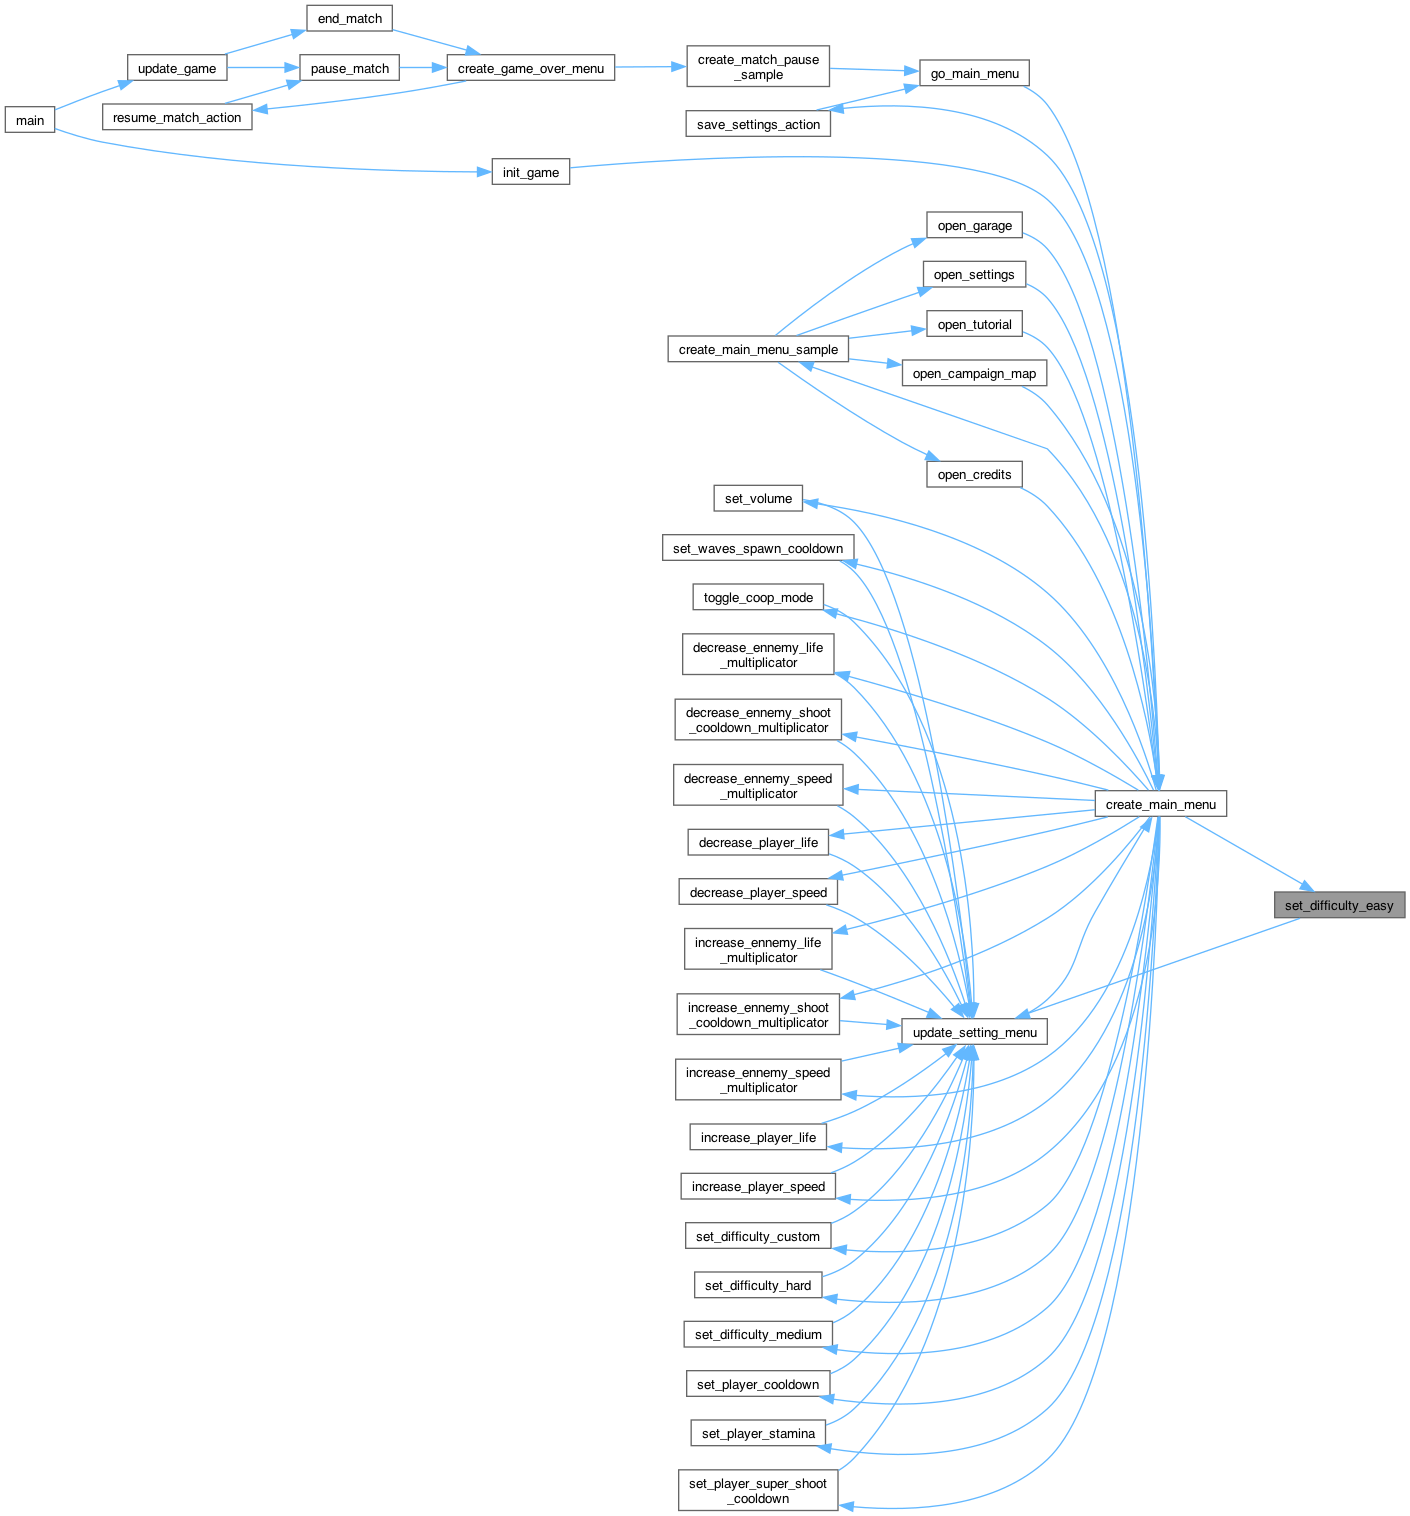 end_match
update_game
pause_match
create_game_over_menu
create_match_pause
_sample
go_main_menu
main
resume_match_action
save_settings_action
init_game
open_garage
open_settings
open_tutorial
create_main_menu_sample
open_campaign_map
open_credits
set_volume
set_waves_spawn_cooldown
toggle_coop_mode
decrease_ennemy_life
_multiplicator
decrease_ennemy_shoot
_cooldown_multiplicator
decrease_ennemy_speed
_multiplicator
create_main_menu
decrease_player_life
decrease_player_speed
set_difficulty_easy
increase_ennemy_life
_multiplicator
increase_ennemy_shoot
_cooldown_multiplicator
update_setting_menu
increase_ennemy_speed
_multiplicator
increase_player_life
increase_player_speed
set_difficulty_custom
set_difficulty_hard
set_difficulty_medium
set_player_cooldown
set_player_stamina
set_player_super_shoot
_cooldown